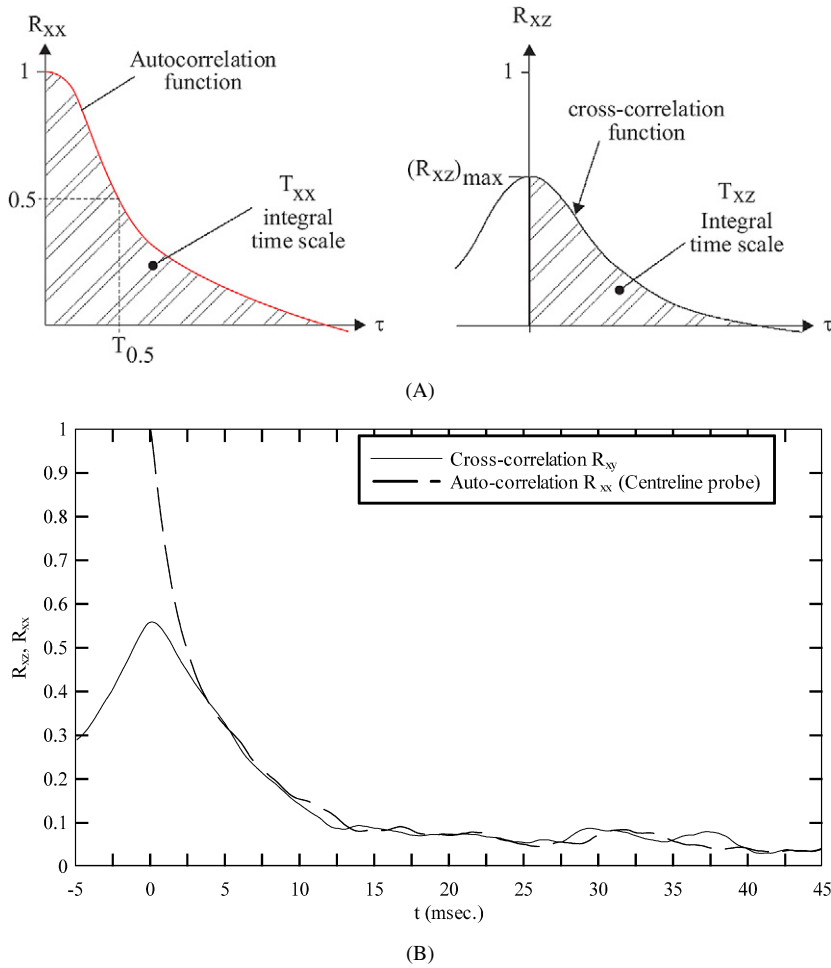 R_XX
1
Autocorrelation
function
0.5
T_XX
integral
time scale
T_0.5
τ
R_XZ
1
cross-correlation
function
(R_XZ)_max
T_XZ
Integral
time scale
τ
(A)
1
0.9
0.8
0.7
0.6
0.5
0.4
0.3
0.2
0.1
0
R_xz, R_xx
Cross-correlation R_xy
Auto-correlation R_xx (Centreline probe)
-5 0 5 10 15 20 25 30 35 40 45
t (msec.)
(B)